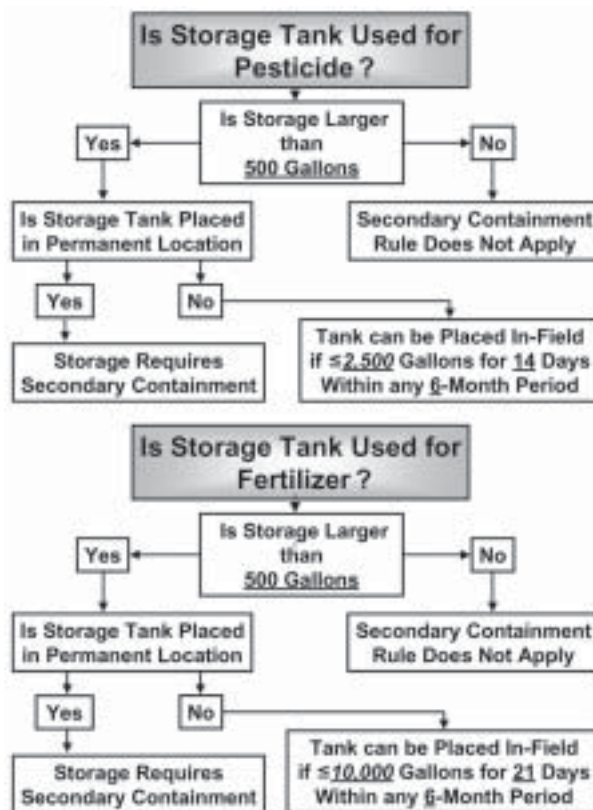 Is Storage Tank Used for
Pesticide ?
Is Storage Larger
than
500 Gallons
Yes
No
Is Storage Tank Placed
in Permanent Location
Secondary Containment
Rule Does Not Apply
Yes
No
Storage Requires
Secondary Containment
Tank can be Placed In-Field
if ≤2,500 Gallons for 14 Days
Within any 6-Month Period
Is Storage Tank Used for
Fertilizer ?
Is Storage Larger
than
500 Gallons
Yes
No
Is Storage Tank Placed
in Permanent Location
Secondary Containment
Rule Does Not Apply
Yes
No
Storage Requires
Secondary Containment
Tank can be Placed In-Field
if ≤10,000 Gallons for 21 Days
Within any 6-Month Period